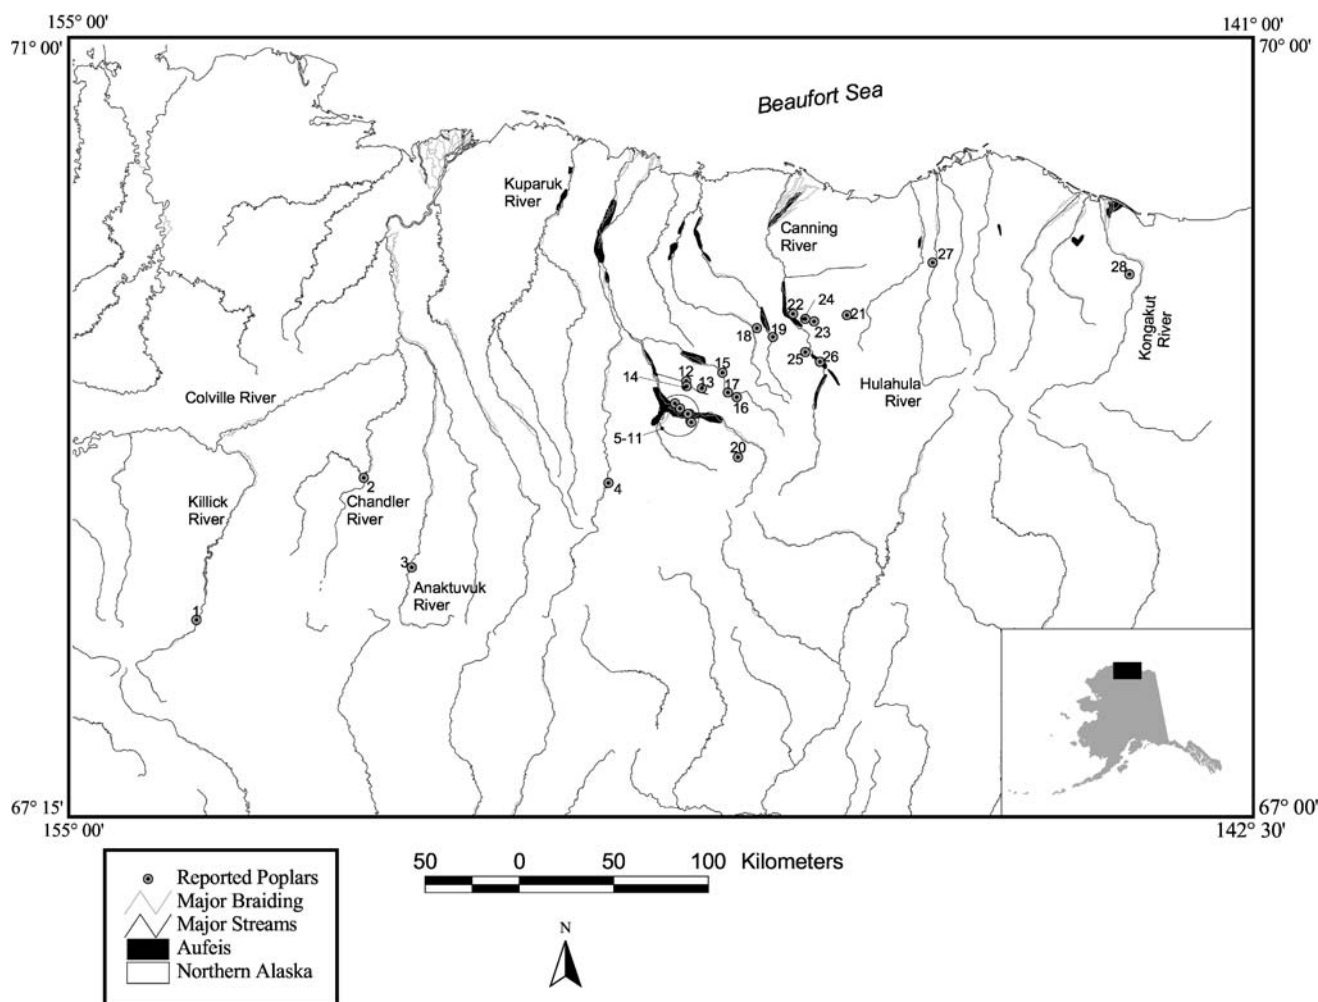 155° 00'
141° 00'
71° 00'
70° 00'
Beaufort Sea
Kuparuk
River
Canning
River
27
28
Kongakut
River
22
24
21
23
18
19
25
26
15
12
14
13
17
16
Hulahula
River
Colville River
5-11
20
4
2
Killick
River
Chandler
River
3
Anaktuvuk
River
1
67° 15'
67° 00'
155° 00'
142° 30'
50 0 50 100 Kilometers
Reported Poplars
Major Braiding
Major Streams
Aufeis
Northern Alaska
N